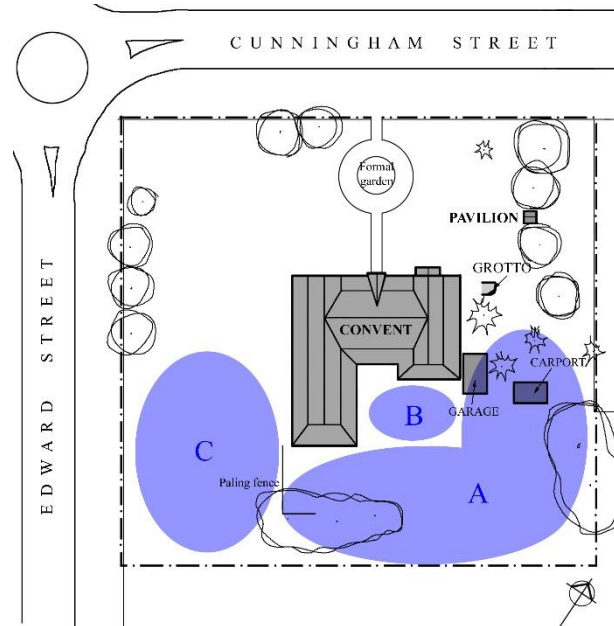 CUNNINGHAM STREET
Formal
garden
PAVILION
GROTTO
EDWARD STREET
CONVENT
CARPORT
GARAGE
B
C
A
Paling fence